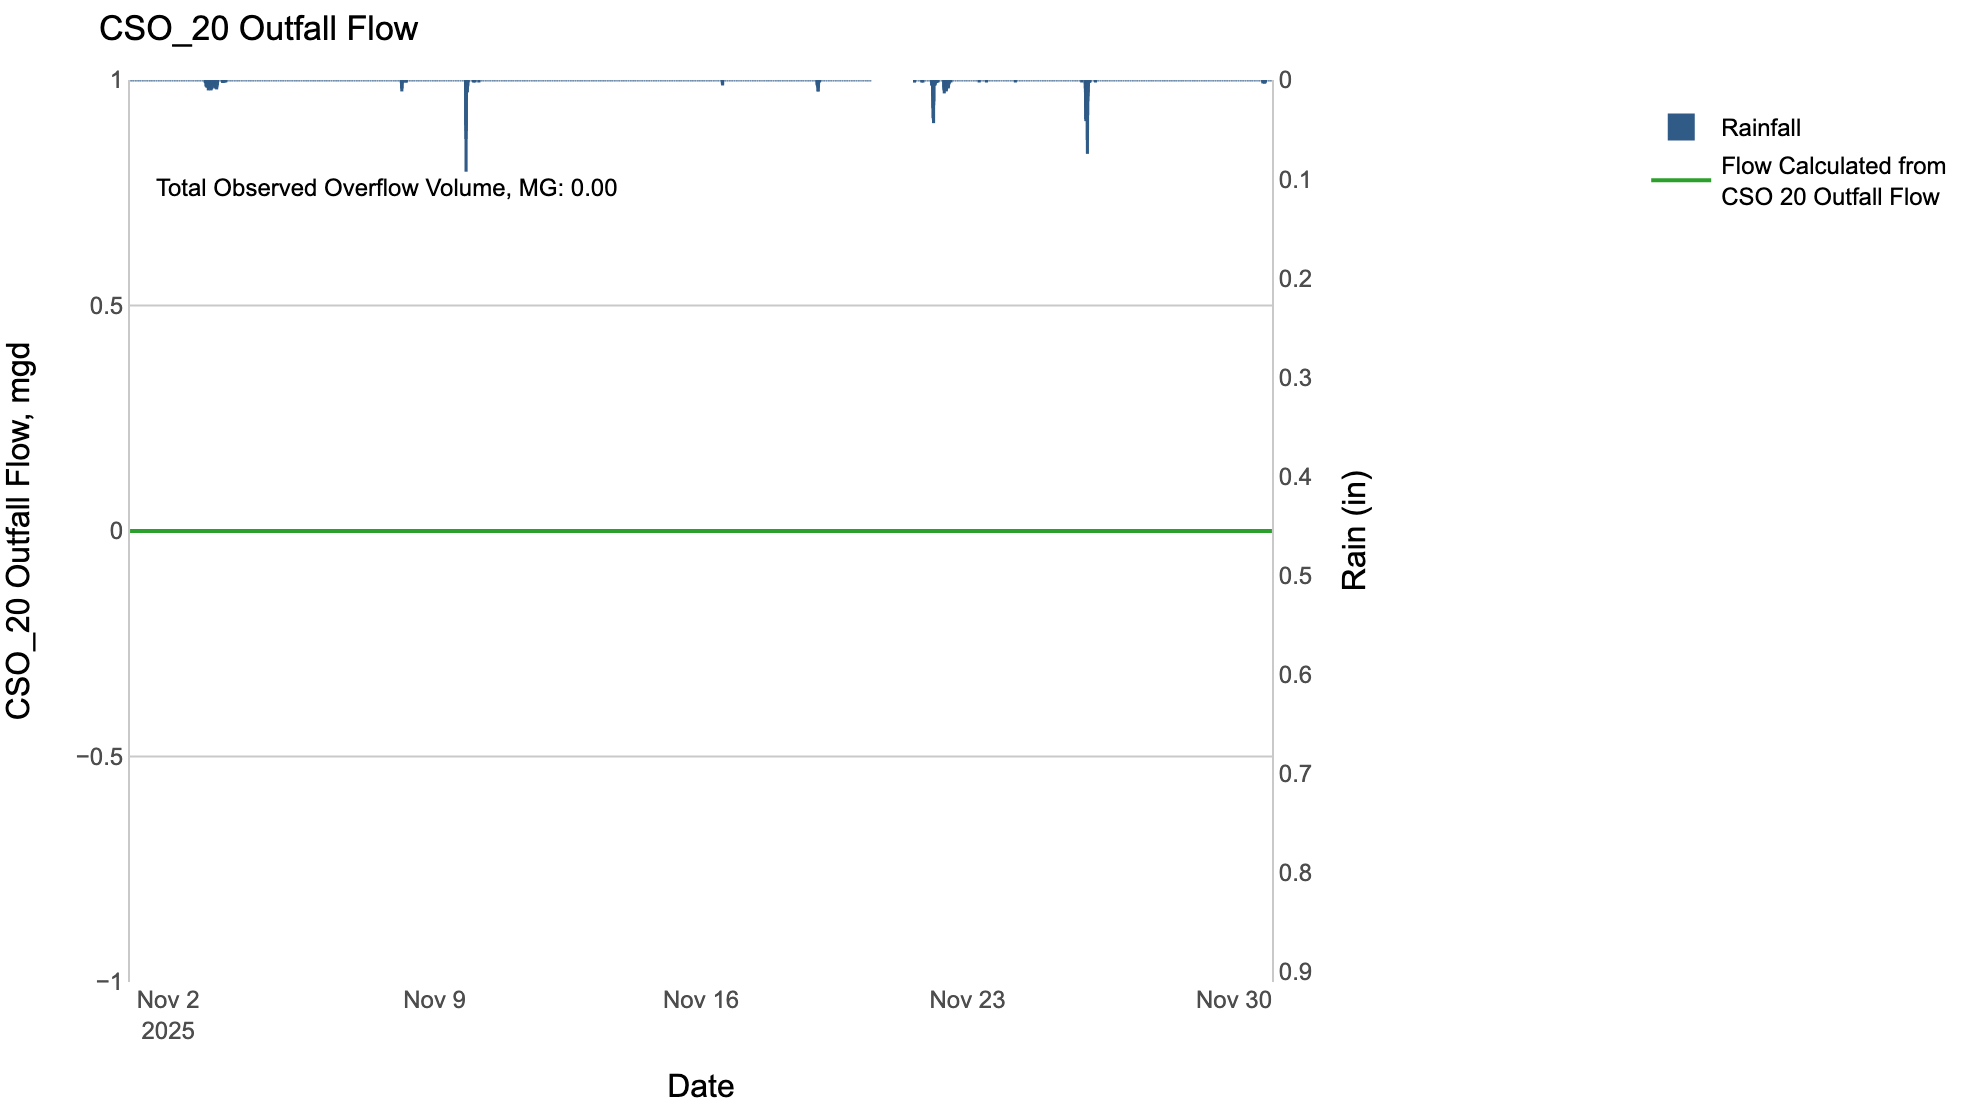 CSO_20 Outfall Flow
1
0.5
0
−0.5
−1
CSO_20 Outfall Flow, mgd
Total Observed Overflow Volume, MG: 0.00
0
0.1
0.2
0.3
0.4
0.5
0.6
0.7
0.8
0.9
Rain (in)
Nov 2
2025
Nov 9
Nov 16
Nov 23
Nov 30
Date
Rainfall
Flow Calculated from
CSO 20 Outfall Flow